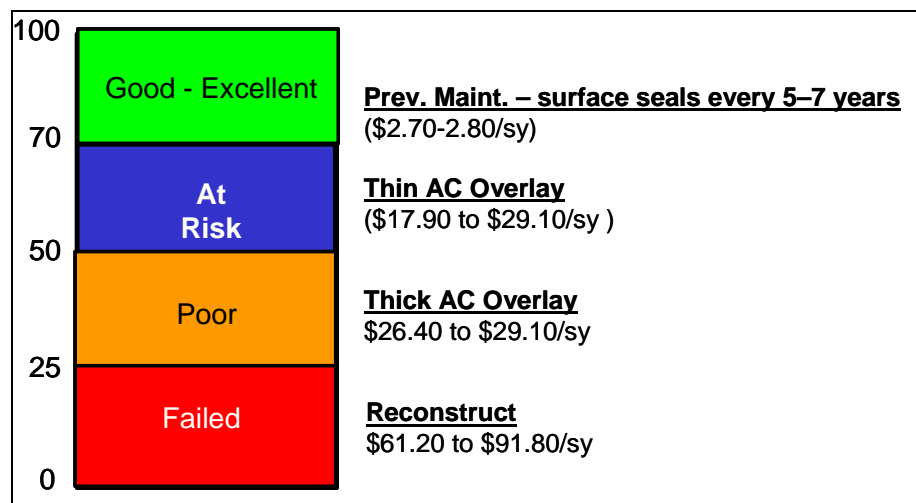 100
Good - Excellent
Prev. Maint. – surface seals every 5–7 years
($2.70-2.80/sy)
70
At
Risk
Thin AC Overlay
($17.90 to $29.10/sy )
50
Poor
Thick AC Overlay
$26.40 to $29.10/sy
25
Failed
Reconstruct
$61.20 to $91.80/sy
0